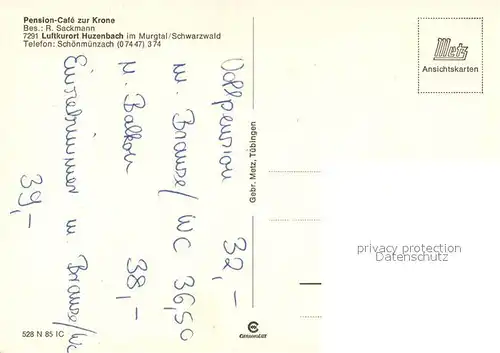 Pension-Café zur Krone
Bes.: R. Sackmann
7291 Luftkurort Huzenbach im Murgtal/Schwarzwald
Telefon: Schönmünzach (07447) 374
Metz
Ansichtskarten
Vollpension 32,-
m. Brause/WC 36,50
m. Balkon 38,-
Einzelzimmer m. Brause/WC
39,-
Gebr. Metz, Tübingen
privacy protection
528 N 85 IC